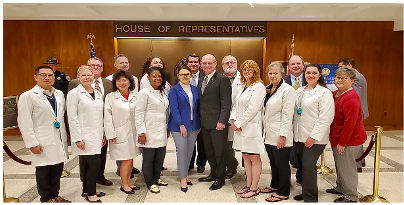 HOUSE OF REPRESENTATIVES